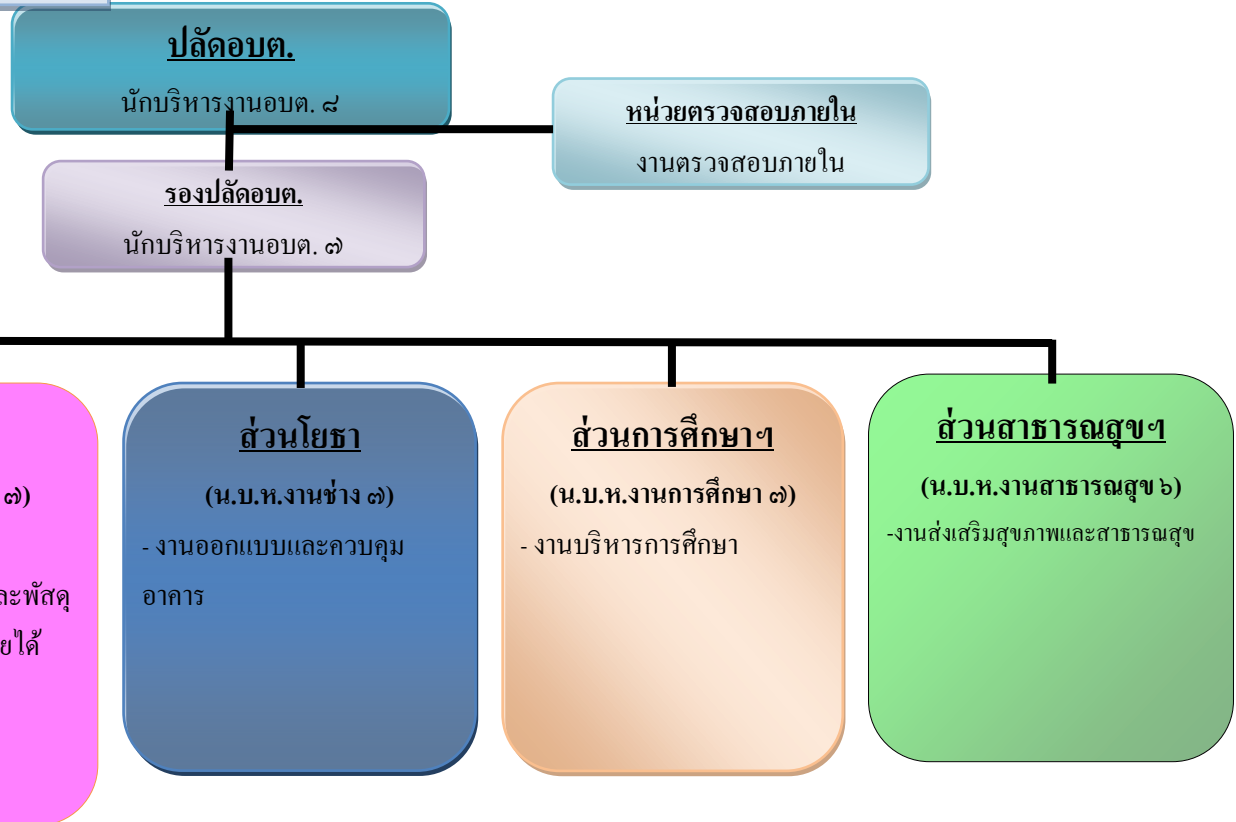 ปลัดอบต.
นักบริหารงานอบต. ๘
หน่วยตรวจสอบภายใน
งานตรวจสอบภายใน
รองปลัดอบต.
นักบริหารงานอบต. ๗
๗)
ละพัสดุ
ยได้
ส่วนโยธา
(น.บ.ห.งานช่าง ๗)
- งานออกแบบและควบคุม
อาคาร
ส่วนการศึกษาฯ
(น.บ.ห.งานการศึกษา ๗)
- งานบริหารการศึกษา
ส่วนสาธารณสุขฯ
(น.บ.ห.งานสาธารณสุข ๖)
-งานส่งเสริมสุขภาพและสาธารณสุข